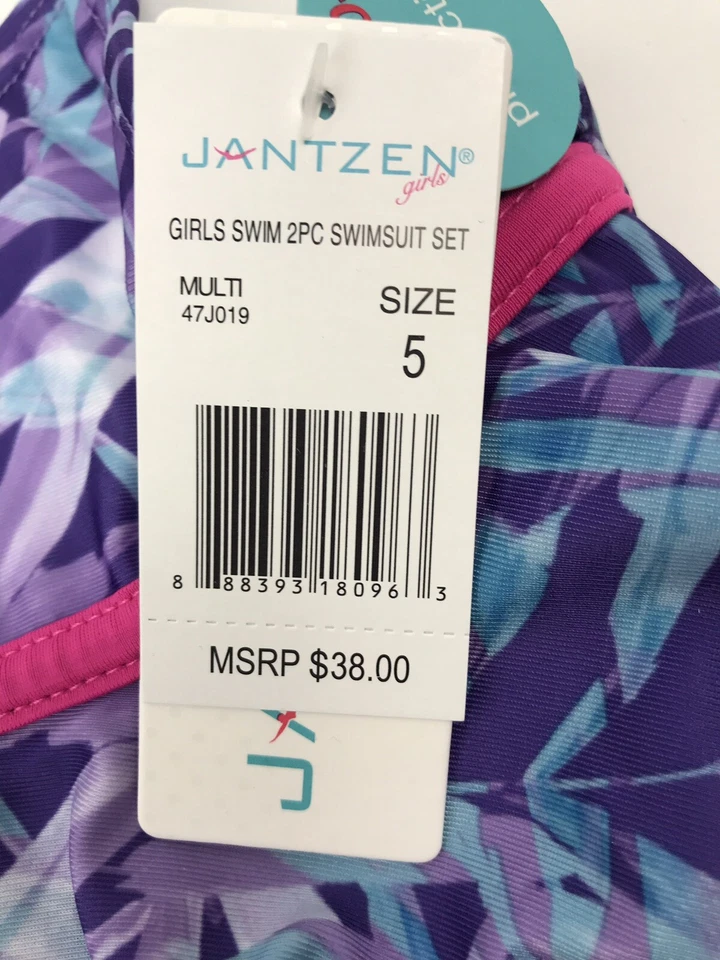 JANTZEN®
girls
GIRLS SWIM 2PC SWIMSUIT SET
MULTI
47J019
SIZE
5
8 88393 18096 3
MSRP $38.00